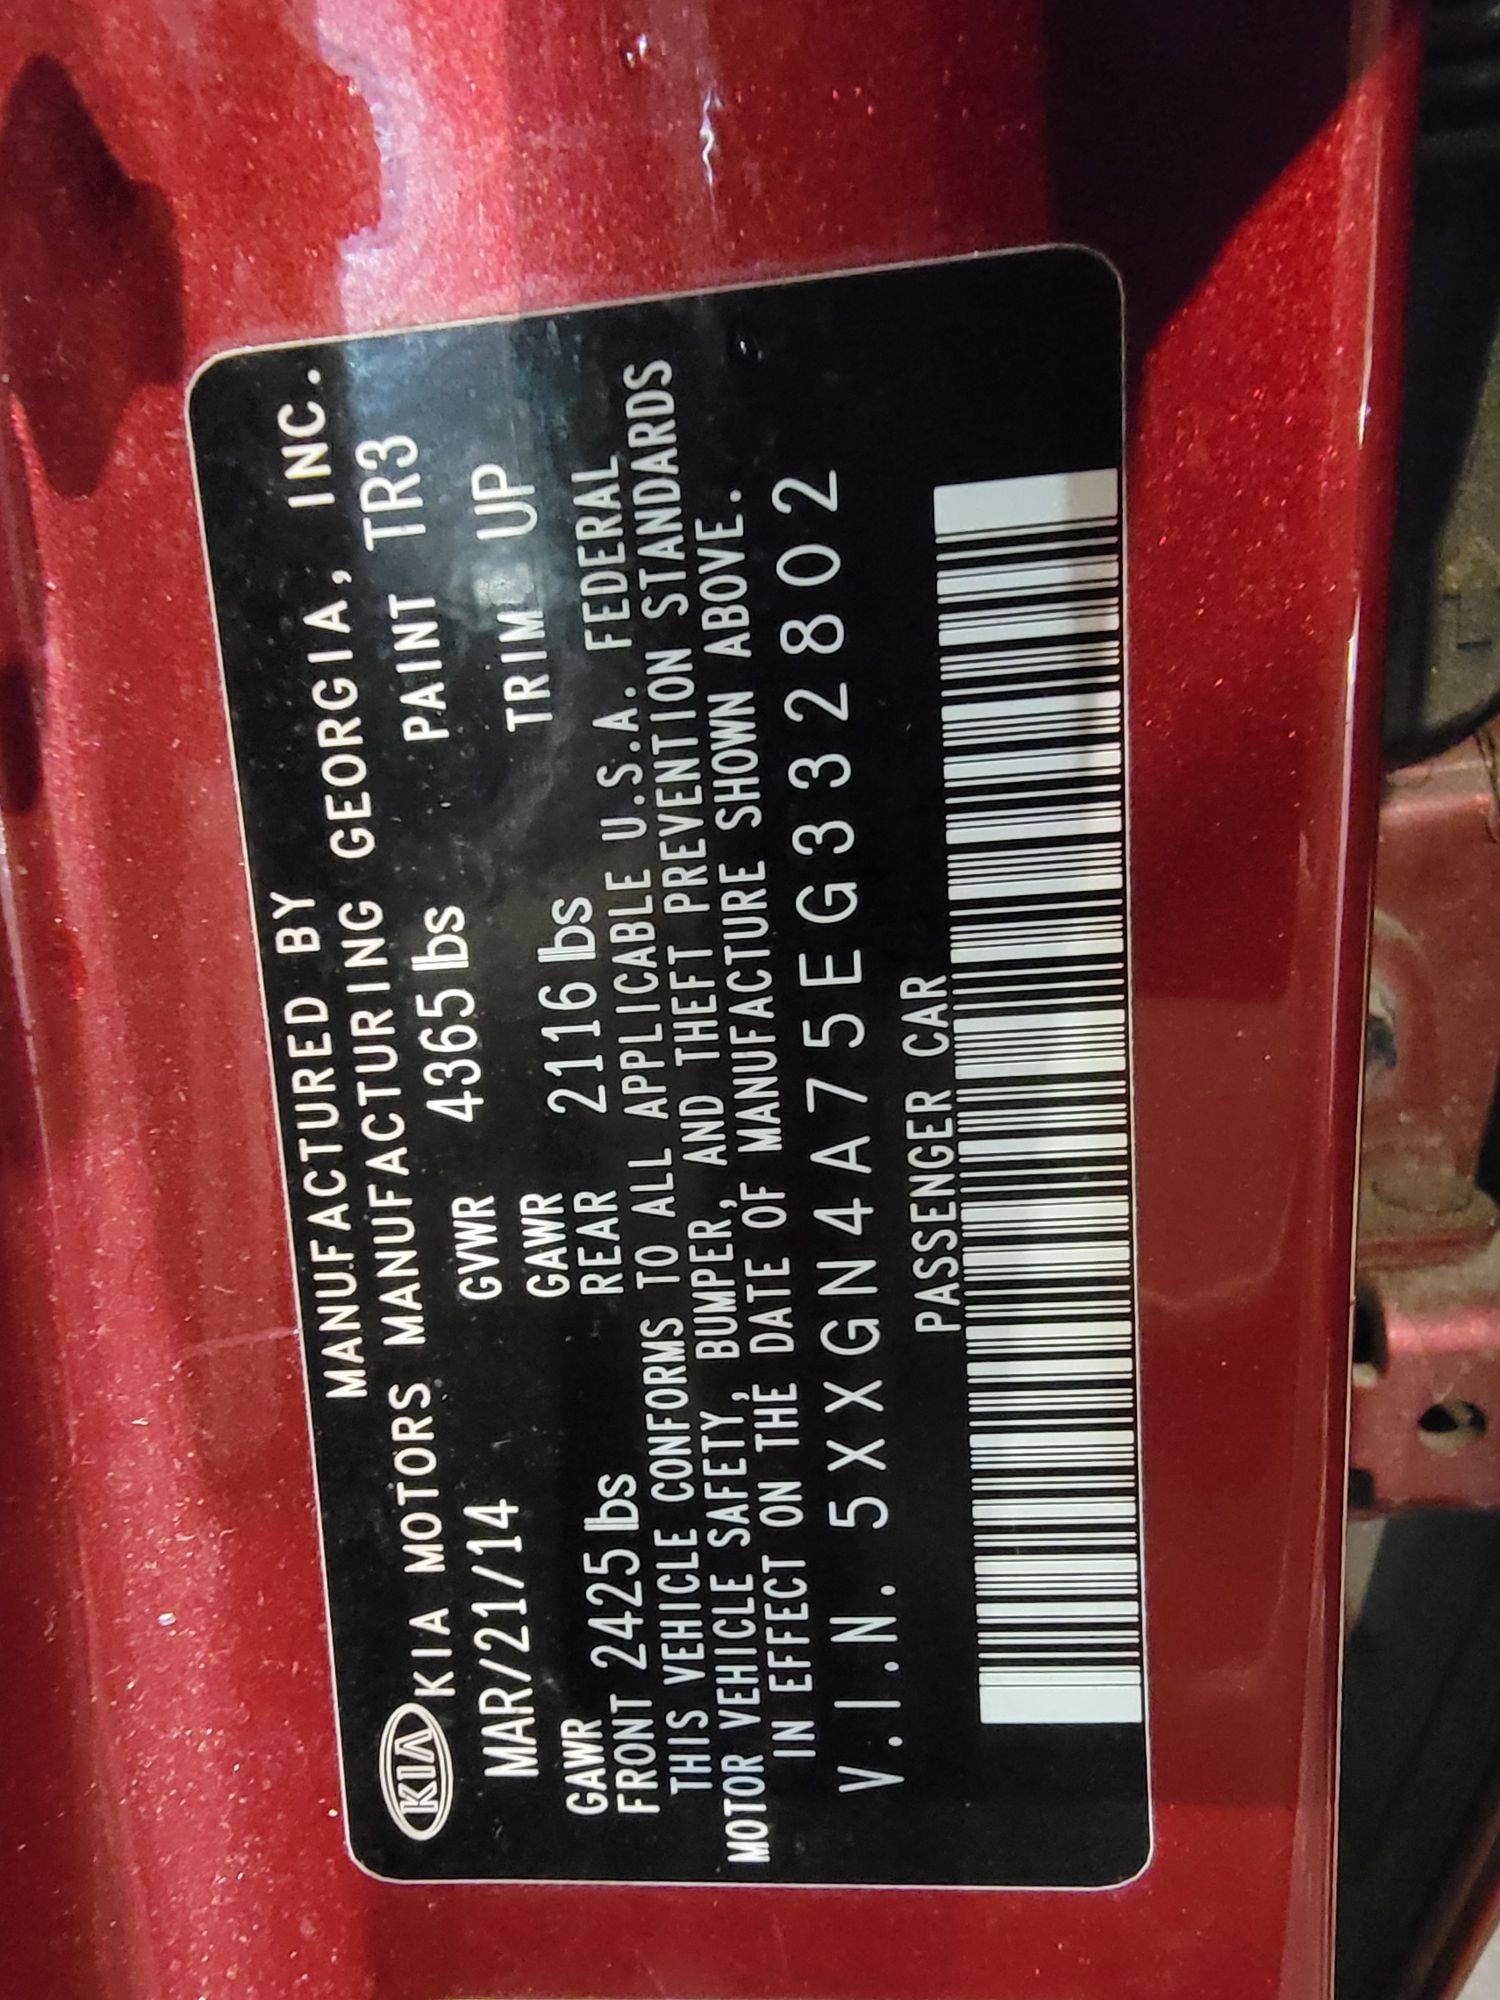 MANUFACTURED BY
KIA KIA MOTORS MANUFACTURING GEORGIA, INC.
MAR/21/14 GVWR 4365 lbs PAINT TR3
GAWR GAWR TRIM UP
FRONT 2425 lbs REAR 2116 lbs
THIS VEHICLE CONFORMS TO ALL APPLICABLE U.S.A. FEDERAL
MOTOR VEHICLE SAFETY, BUMPER, AND THEFT PREVENTION STANDARDS
IN EFFECT ON THE DATE OF MANUFACTURE SHOWN ABOVE.
V.I.N. 5XXGN4A75EG332802
PASSENGER CAR